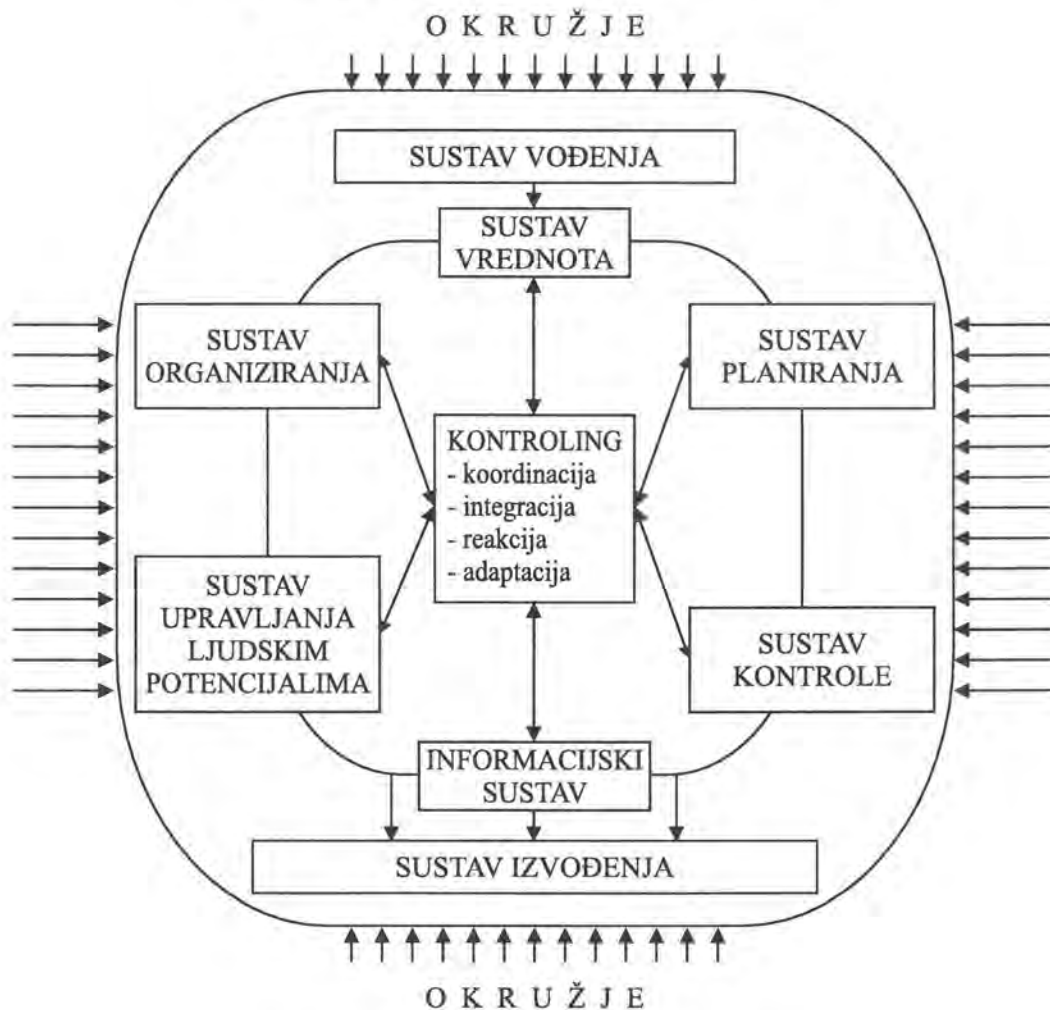 O K R U Ž J E
SUSTAV VOĐENJA
SUSTAV
VREDNOTA
SUSTAV
ORGANIZIRANJA
SUSTAV
PLANIRANJA
KONTROLING
- koordinacija
- integracija
- reakcija
- adaptacija
SUSTAV
UPRAVLJANJA
LJUDSKIM
POTENCIJALIMA
SUSTAV
KONTROLE
INFORMACIJSKI
SUSTAV
SUSTAV IZVOĐENJA
O K R U Ž J E